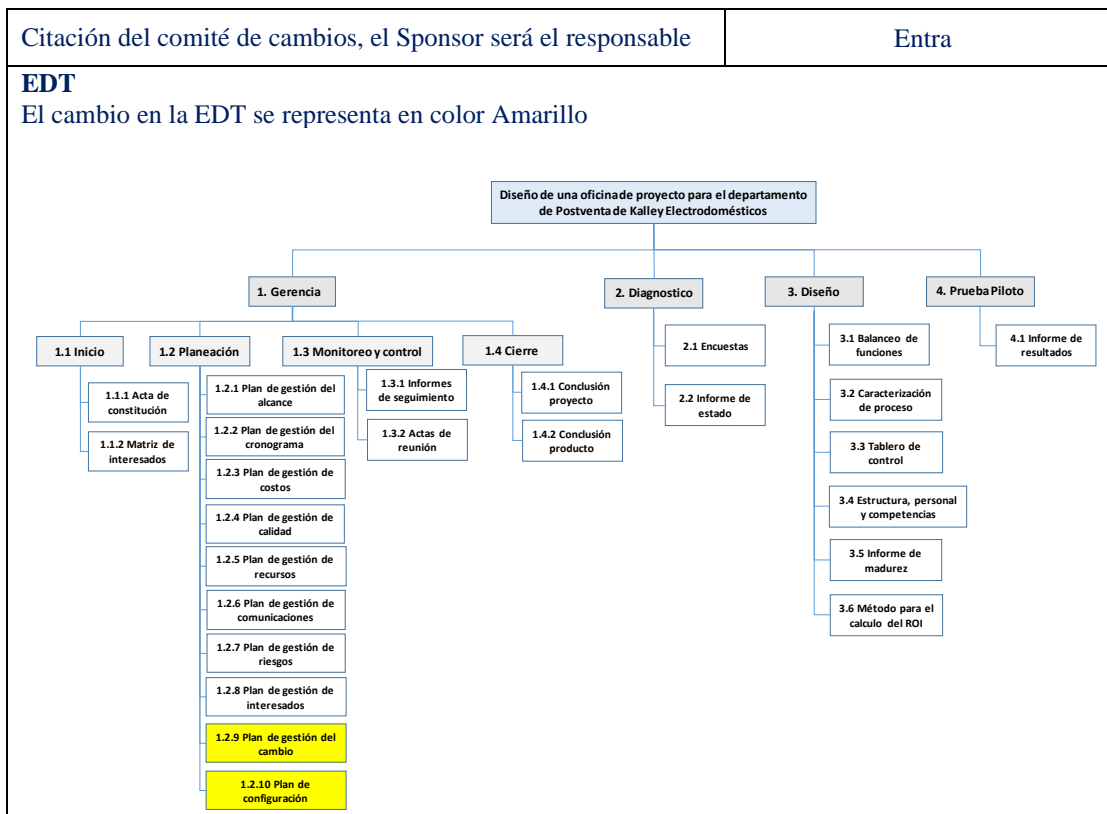 Citación del comité de cambios, el Sponsor será el responsable
Entra
EDT
El cambio en la EDT se representa en color Amarillo
Diseño de una oficina de proyecto para el departamento
de Postventa de Kalley Electrodomésticos
1. Gerencia
2. Diagnostico
3. Diseño
4. Prueba Piloto
1.1 Inicio
1.2 Planeación
1.3 Monitoreo y control
1.4 Cierre
1.1.1 Acta de
constitución
1.1.2 Matriz de
interesados
1.2.1 Plan de gestión del
alcance
1.2.2 Plan de gestión del
cronograma
1.2.3 Plan de gestión de
costos
1.2.4 Plan de gestión de
calidad
1.2.5 Plan de gestión de
recursos
1.2.6 Plan de gestión de
comunicaciones
1.2.7 Plan de gestión de
riesgos
1.2.8 Plan de gestión de
interesados
1.2.9 Plan de gestión del
cambio
1.2.10 Plan de
configuración
1.3.1 Informes
de seguimiento
1.3.2 Actas de
reunión
1.4.1 Conclusión
proyecto
1.4.2 Conclusión
producto
2.1 Encuestas
2.2 Informe de
estado
3.1 Balanceo de
funciones
3.2 Caracterización
de proceso
3.3 Tablero de
control
3.4 Estructura, personal
y competencias
3.5 Informe de
madurez
3.6 Método para el
calculo del ROI
4.1 Informe de
resultados